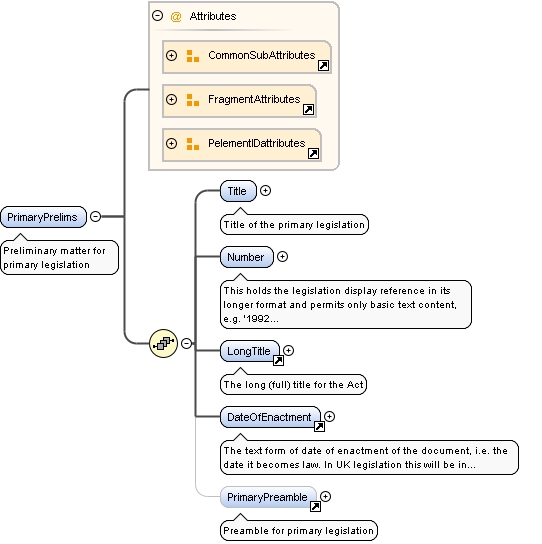 @ Attributes
CommonSubAttributes
FragmentAttributes
PelementIDattributes
PrimaryPrelims
Preliminary matter for
primary legislation
Title
Title of the primary legislation
Number
This holds the legislation display reference in its
longer format and permits only basic text content,
e.g. '1992...
LongTitle
The long (full) title for the Act
DateOfEnactment
The text form of date of enactment of the document, i.e. the
date it becomes law. In UK legislation this will be in...
PrimaryPreamble
Preamble for primary legislation